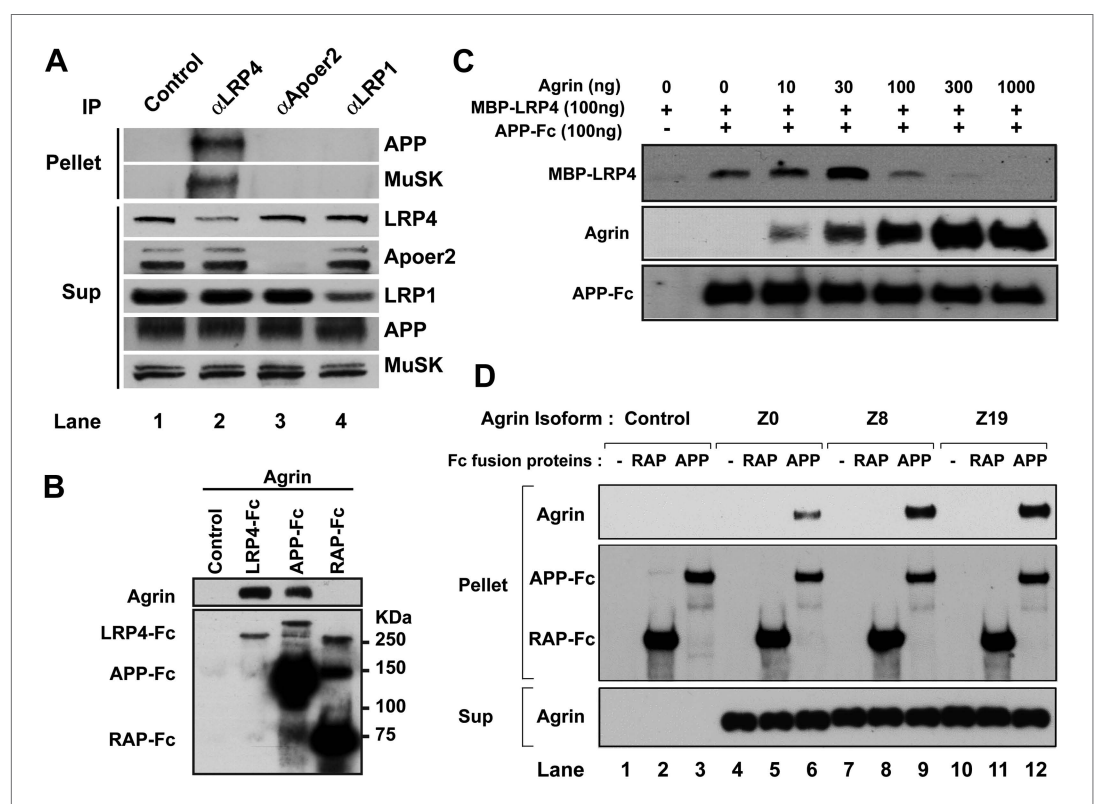 A
IP Control αLRP4 αApoer2 αLRP1
Pellet
APP
MuSK
Sup
LRP4
Apoer2
LRP1
APP
MuSK
Lane 1 2 3 4
B
Agrin
Control LRP4-Fc APP-Fc RAP-Fc
Agrin
LRP4-Fc
APP-Fc
RAP-Fc
KDa
250
150
100
75
C
Agrin (ng) 0 0 10 30 100 300 1000
MBP-LRP4 (100ng) + + + + + + +
APP-Fc (100ng) - + + + + + +
MBP-LRP4
Agrin
APP-Fc
D
Agrin Isoform : Control Z0 Z8 Z19
Fc fusion proteins : - RAP APP - RAP APP - RAP APP - RAP APP
Pellet
Agrin
APP-Fc
RAP-Fc
Sup Agrin
Lane 1 2 3 4 5 6 7 8 9 10 11 12